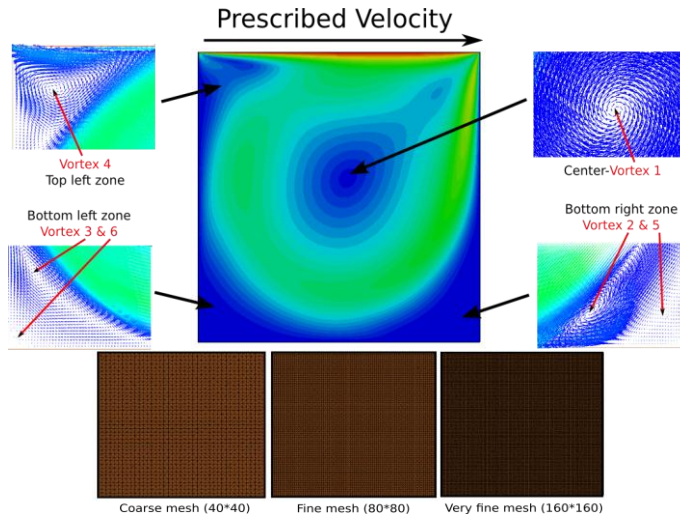 Prescribed Velocity
Vortex 4
Top left zone
Center-Vortex 1
Bottom left zone
Vortex 3 & 6
Bottom right zone
Vortex 2 & 5
Coarse mesh (40*40)
Fine mesh (80*80)
Very fine mesh (160*160)